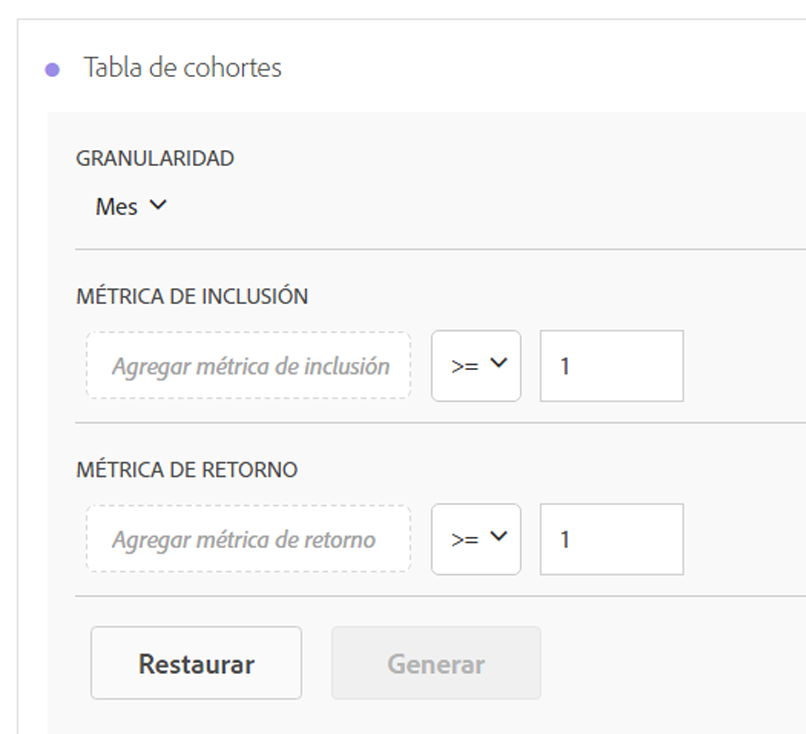 Tabla de cohortes
GRANULARIDAD
Mes
MÉTRICA DE INCLUSIÓN
Agregar métrica de inclusión >= 1
MÉTRICA DE RETORNO
Agregar métrica de retorno >= 1
Restaurar Generar